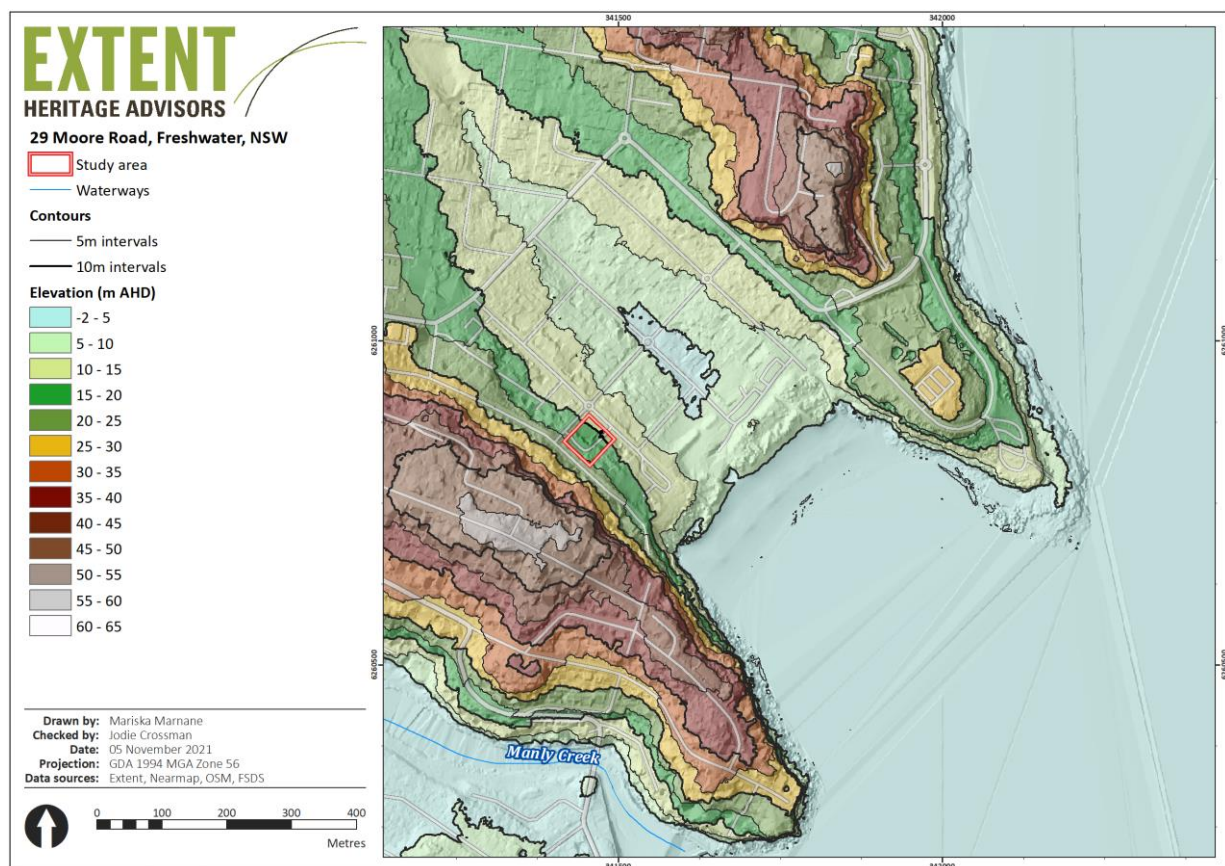 EXTENT
HERITAGE ADVISORS
29 Moore Road, Freshwater, NSW
Study area
Waterways
Contours
5m intervals
10m intervals
Elevation (m AHD)
-2 - 5
5 - 10
10 - 15
15 - 20
20 - 25
25 - 30
30 - 35
35 - 40
40 - 45
45 - 50
50 - 55
55 - 60
60 - 65
Drawn by: Mariska Marnane
Checked by: Jodie Crossman
Date: 05 November 2021
Projection: GDA 1994 MGA Zone 56
Data sources: Extent, Nearmap, OSM, FSDS
0 100 200 300 400
Metres
341500 342000
6261000 6261000
6260500 6260500
Manly Creek
341500 342000